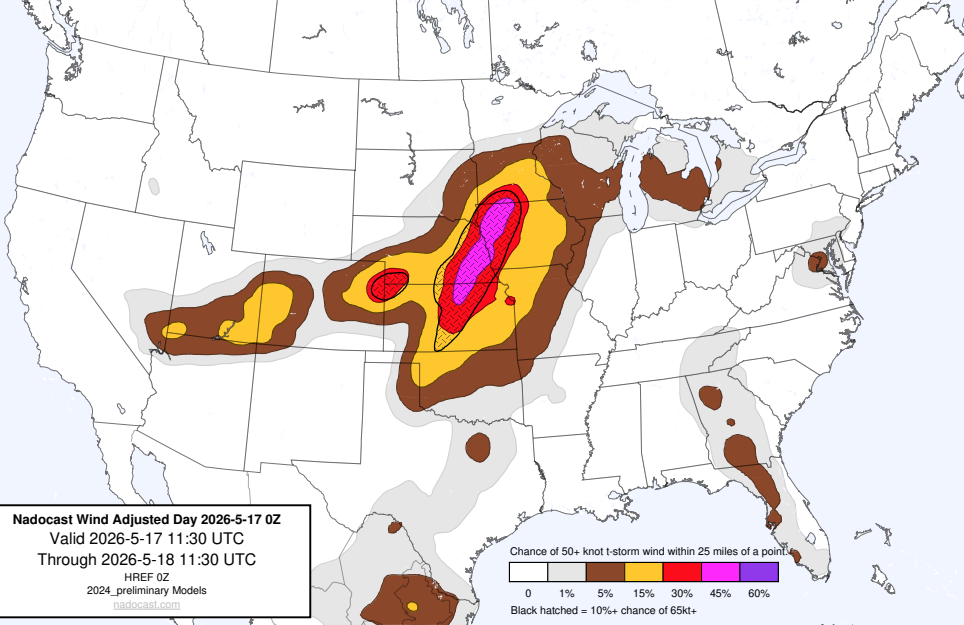 Nadocast Wind Adjusted Day 2026-5-17 0Z
Valid 2026-5-17 11:30 UTC
Through 2026-5-18 11:30 UTC
HREF 0Z
2024_preliminary Models
nadocast.com
Chance of 50+ knot t-storm wind within 25 miles of a point.
0 1% 5% 15% 30% 45% 60%
Black hatched = 10%+ chance of 65kt+